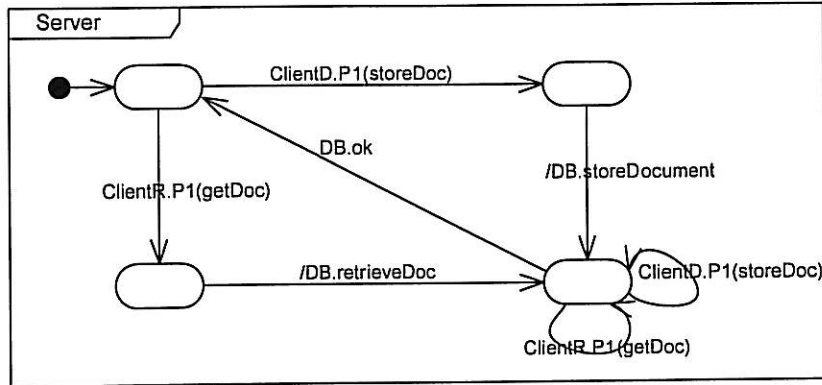 Server
ClientD.P1(storeDoc)
DB.ok
/DB.storeDocument
ClientR.P1(getDoc)
/DB.retrieveDoc
ClientD.P1(storeDoc)
ClientR.P1(getDoc)